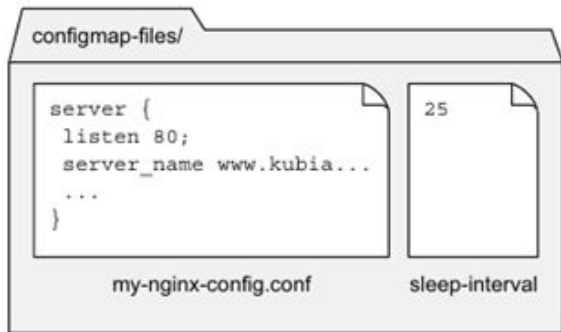 configmap-files/
server {
 listen 80;
 server_name www.kubia...
 ...
}
25
my-nginx-config.conf
sleep-interval